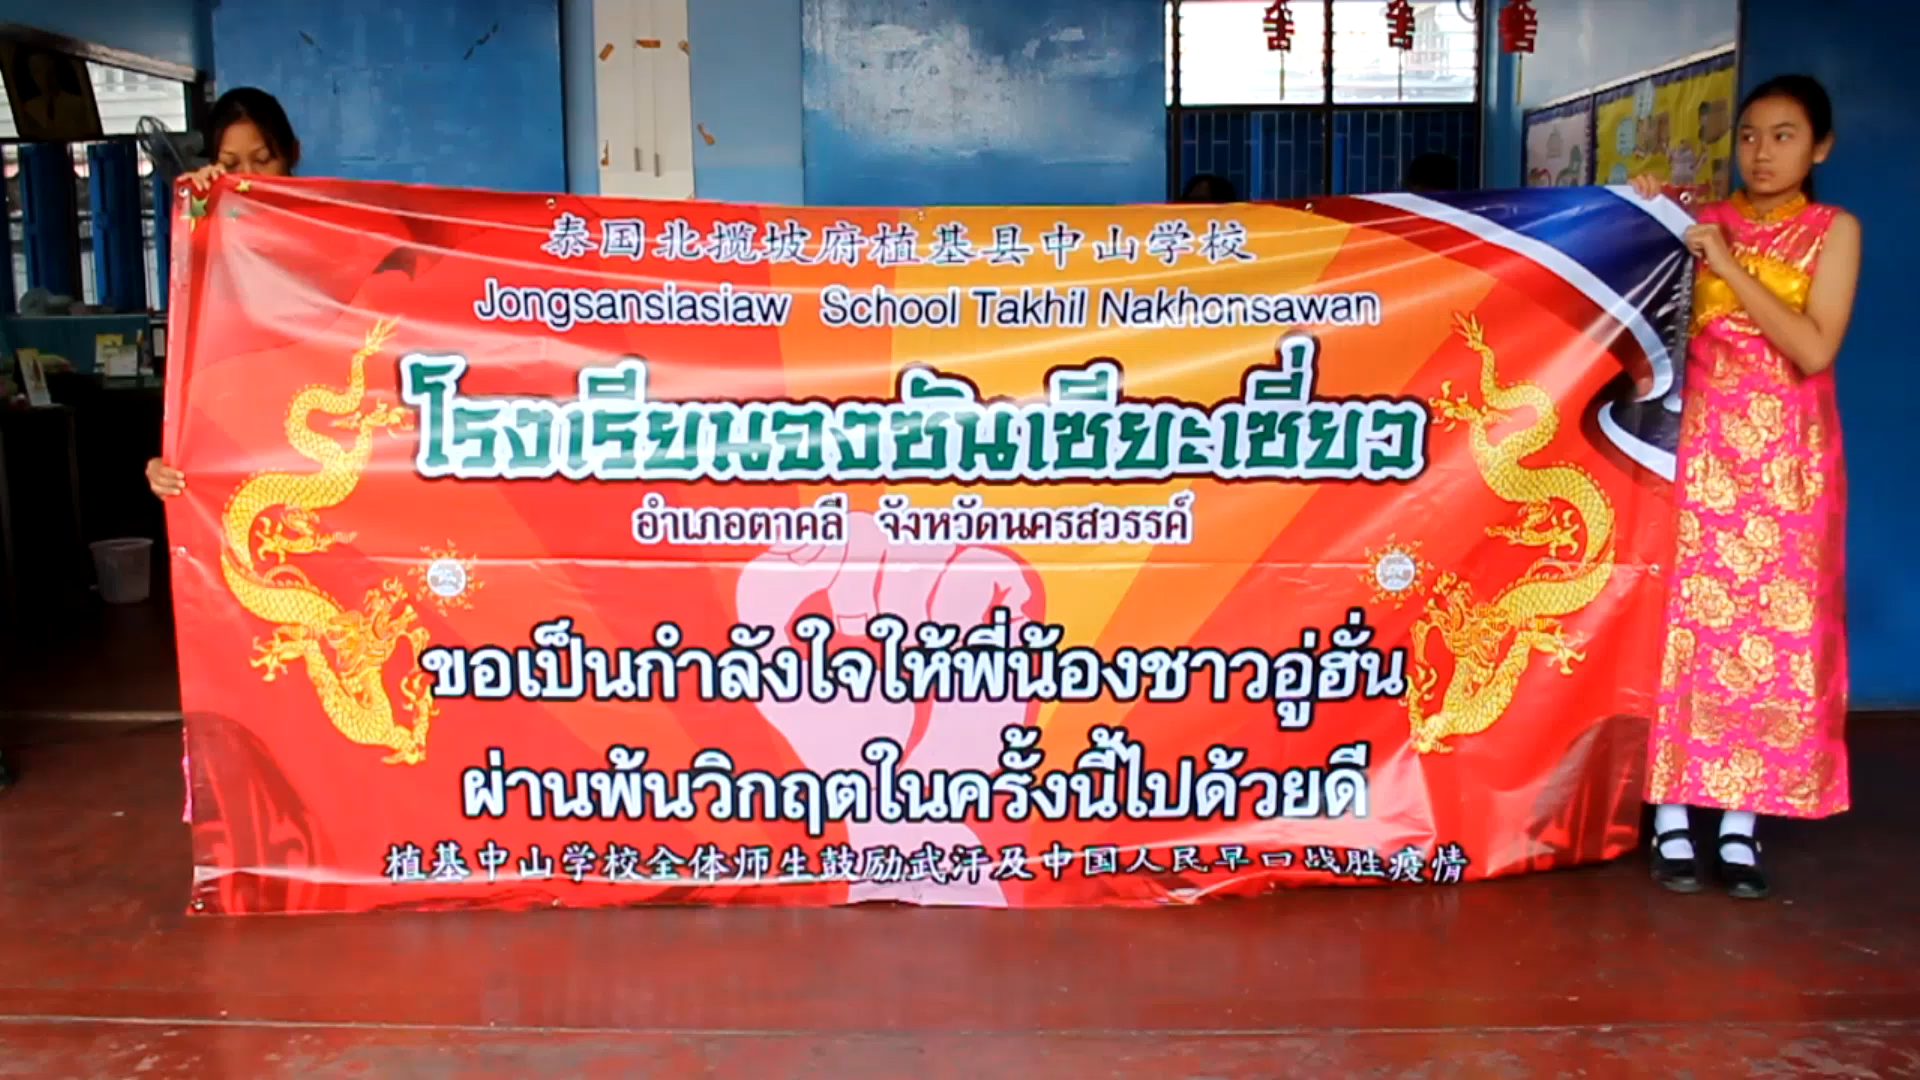 泰国北揽坡府植基县中山学校
Jongsansiasiaw School Takhil Nakhonsawan
โรงเรียนจงซันเซียะเซี่ยว
อำเภอตาคลี จังหวัดนครสวรรค์
ขอเป็นกำลังใจให้พี่น้องชาวอู่ฮั่น
ผ่านพ้นวิกฤตในครั้งนี้ไปด้วยดี
植基中山学校全体师生鼓励武汗及中国人民早日战胜疫情